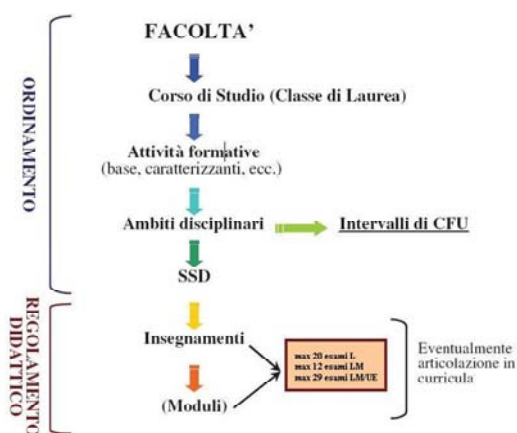 FACOLTA'
ORDINAMENTO
Corso di Studio (Classe di Laurea)
Attività formative
(base, caratterizzanti, ecc.)
Ambiti disciplinari
Intervalli di CFU
SSD
REGOLAMENTO
DIDATTICO
Insegnamenti
max 20 esami L
max 12 esami LM
max 29 esami LM/UE
Eventualmente
articolazione in
curricula
(Moduli)